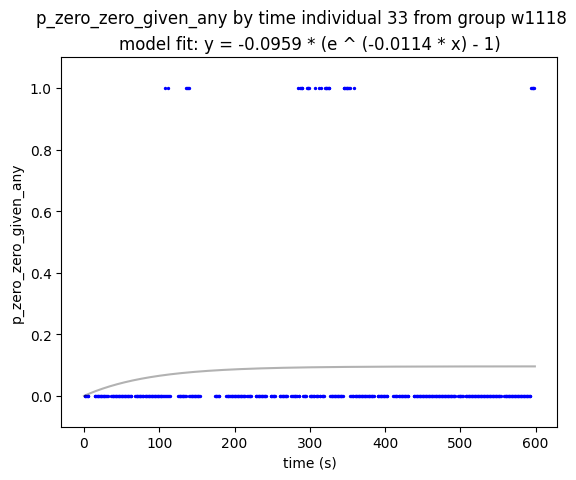 p_zero_zero_given_any by time individual 33 from group w1118
model fit: y = -0.0959 * (e ^ (-0.0114 * x) - 1)
p_zero_zero_given_any
1.0
0.8
0.6
0.4
0.2
0.0
0 100 200 300 400 500 600
time (s)